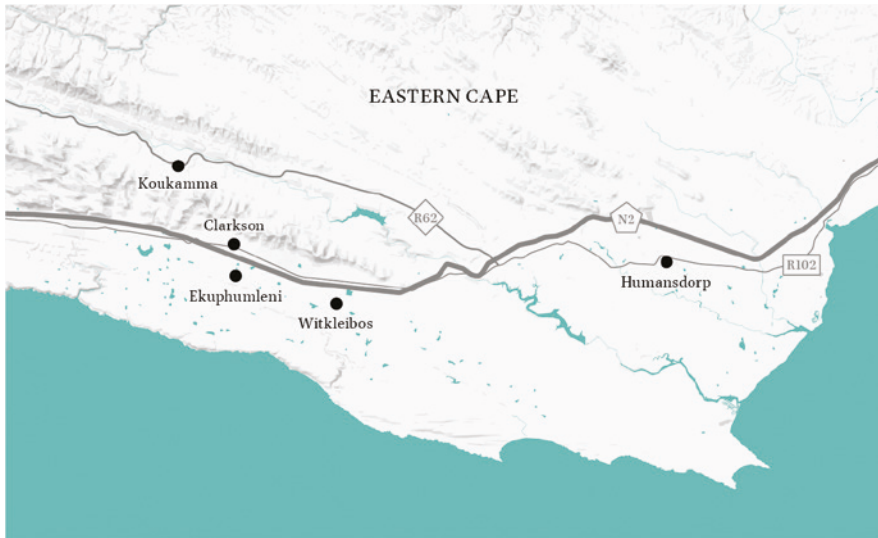 EASTERN CAPE
Koukamma
R62
N2
Clarkson
R102
Ekuphumleni
Humansdorp
Witkleibos